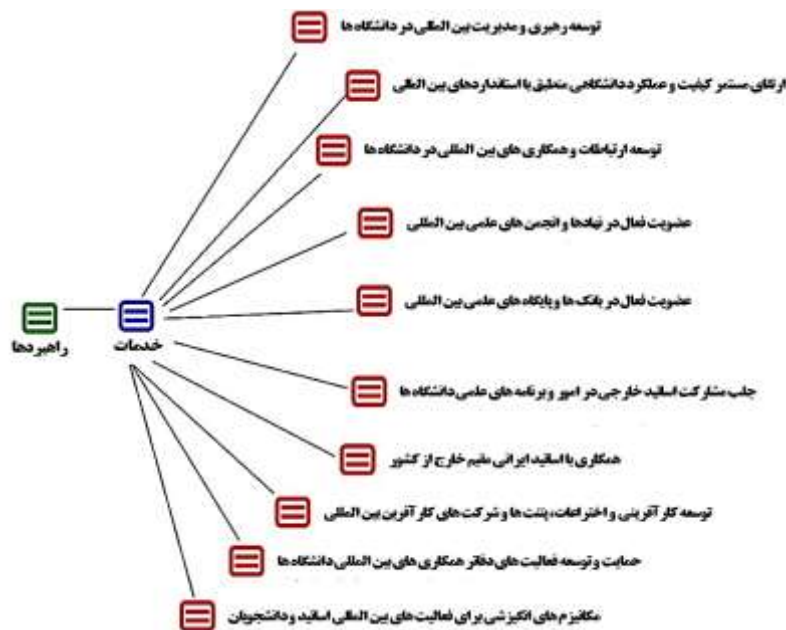 توسعه رهبری و مدیریت بین المللی در دانشگاه ها
ارتقای مستمر کیفیت و عملکرد دانشگاهی منطبق با استانداردهای بین المللی
توسعه ارتباطات و همکاری های بین المللی در دانشگاه ها
عضویت فعال در نهادها و انجمن های علمی بین المللی
عضویت فعال در بانک ها و پایگاه های علمی بین المللی
خدمات
راهبردها
جلب مشارکت اساتید خارجی در امور و برنامه های علمی دانشگاه ها
همکاری با اساتید ایرانی مقیم خارج از کشور
توسعه کارآفرینی و اختراعات، پتنت ها و شرکت های کارآفرین بین المللی
حمایت و توسعه فعالیت های دفاتر همکاری های بین المللی دانشگاه ها
مکانیزم های انگیزشی برای فعالیت های بین المللی اساتید و دانشجویان